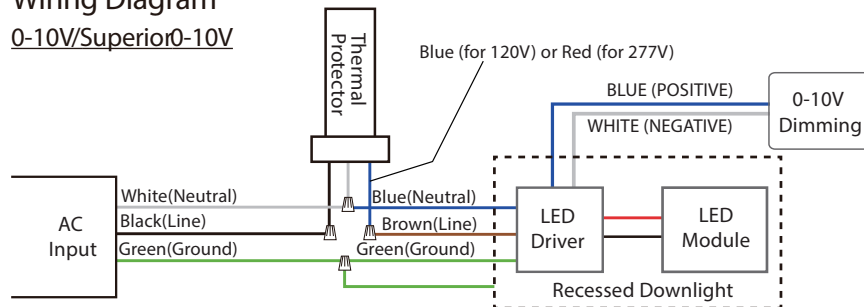 Wiring Diagram
0-10V/Superior0-10V
Thermal
Protector
Blue (for 120V) or Red (for 277V)
BLUE (POSITIVE)
WHITE (NEGATIVE)
0-10V
Dimming
AC
Input
White(Neutral)
Black(Line)
Green(Ground)
Blue(Neutral)
Brown(Line)
Green(Ground)
LED
Driver
LED
Module
Recessed Downlight